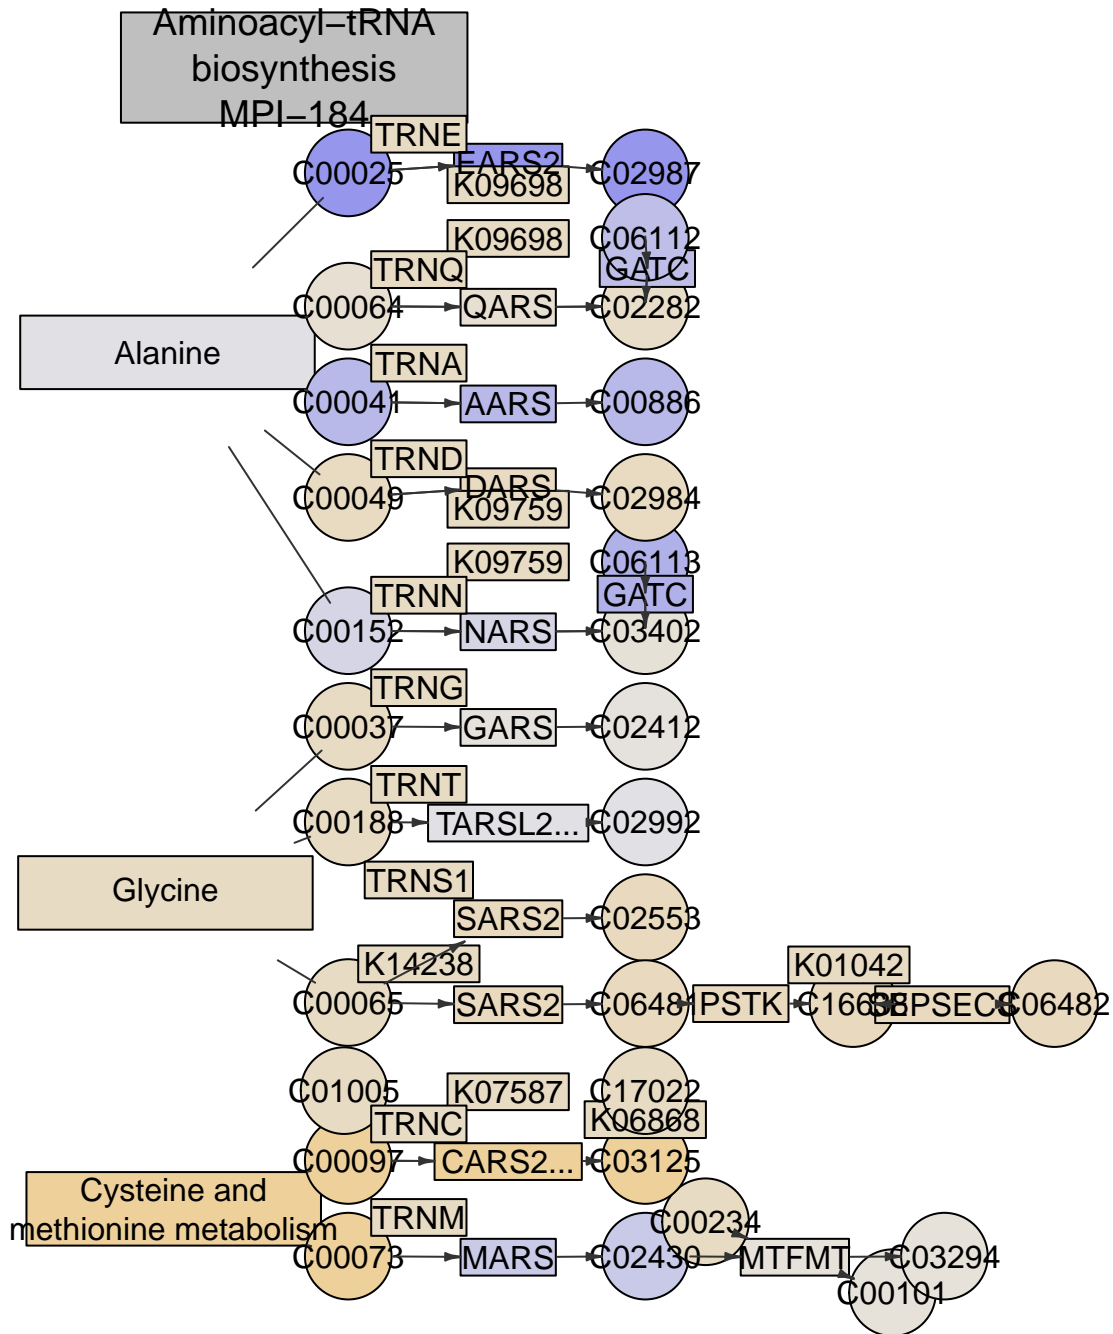 Aminoacyl−tRNA
biosynthesis
MPI−184
TRNE
C00025
EARS2
C02987
K09698
K09698
C06112
TRNQ
GATC
C00064
QARS
C02282
Alanine
TRNA
C00041
AARS
C00886
TRND
C00049
DARS
C02984
K09759
K09759
C06113
TRNN
GATC
C00152
NARS
C03402
TRNG
C00037
GARS
C02412
TRNT
C00188
TARSL2...
C02992
Glycine
TRNS1
SARS2
C02553
K14238
K01042
C00065
SARS2
C06481
PSTK
SEPSECS
C06482
C01005
K07587
C17022
TRNC
K06868
C00097
CARS2...
C03125
Cysteine and
methionine metabolism
TRNM
C00234
C00073
MARS
C02430
MTFMT
C03294
C00101